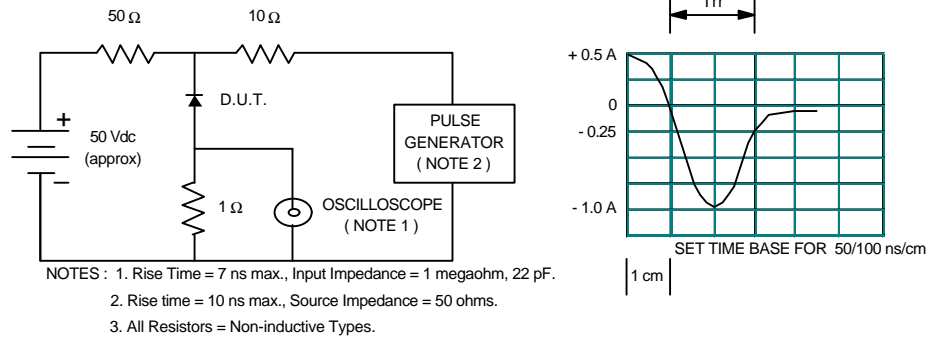 50 Ω
10 Ω
Trr
+ 0.5 A
D.U.T.
0
- 0.25
+
50 Vdc
(approx)
−
PULSE
GENERATOR
( NOTE 2 )
1 Ω
OSCILLOSCOPE
( NOTE 1 )
- 1.0 A
SET TIME BASE FOR 50/100 ns/cm
1 cm
NOTES : 1. Rise Time = 7 ns max., Input Impedance = 1 megaohm, 22 pF.
2. Rise time = 10 ns max., Source Impedance = 50 ohms.
3. All Resistors = Non-inductive Types.